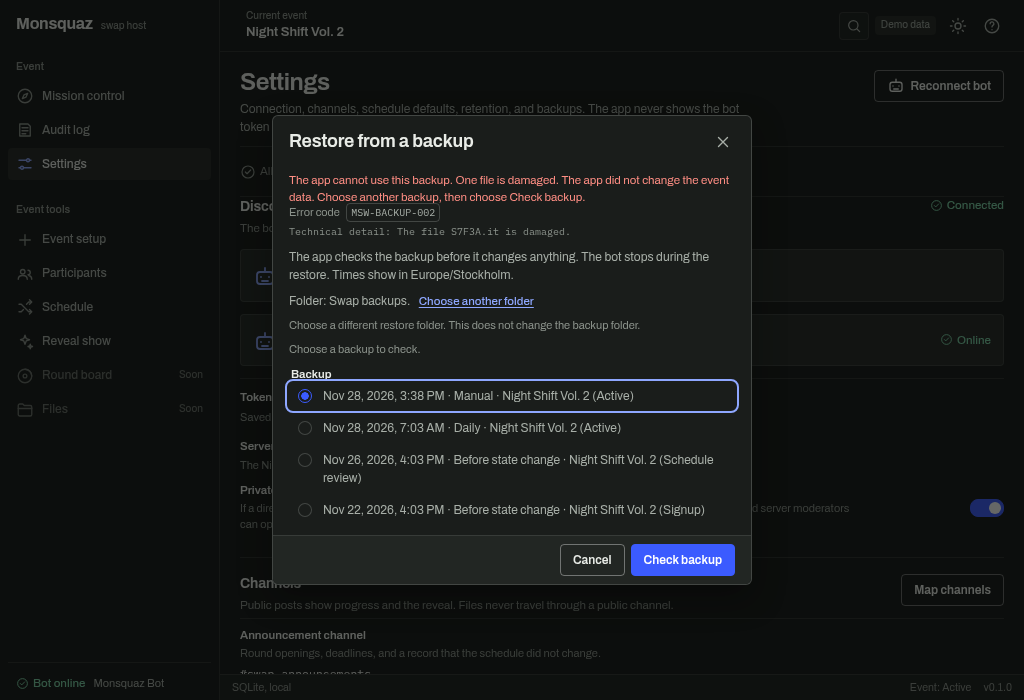 Monsquaz swap host
Event
Mission control
Audit log
Settings
Event tools
Event setup
Participants
Schedule
Reveal show
Round board Soon
Files Soon
Bot online Monsquaz Bot
Current event
Night Shift Vol. 2
Demo data
Settings
Connection, channels, schedule defaults, retention, and backups. The app never shows the bot
token
Reconnect bot
Connected
Online
Restore from a backup
The app cannot use this backup. One file is damaged. The app did not change the event
data. Choose another backup, then choose Check backup.
Error code MSW-BACKUP-002
Technical detail: The file S7F3A.it is damaged.
The app checks the backup before it changes anything. The bot stops during the
restore. Times show in Europe/Stockholm.
Folder: Swap backups. Choose another folder
Choose a different restore folder. This does not change the backup folder.
Choose a backup to check.
Backup
Nov 28, 2026, 3:38 PM · Manual · Night Shift Vol. 2 (Active)
Nov 28, 2026, 7:03 AM · Daily · Night Shift Vol. 2 (Active)
Nov 26, 2026, 4:03 PM · Before state change · Night Shift Vol. 2 (Schedule
review)
Nov 22, 2026, 4:03 PM · Before state change · Night Shift Vol. 2 (Signup)
Cancel
Check backup
Token
Saved
Server
The Ni
Privat
If a dire
server moderators
can op
Channels
Public posts show progress and the reveal. Files never travel through a public channel.
Map channels
Announcement channel
Round openings, deadlines, and a record that the schedule did not change.
#swap-announcements
SQLite, local
Event: Active v0.1.0